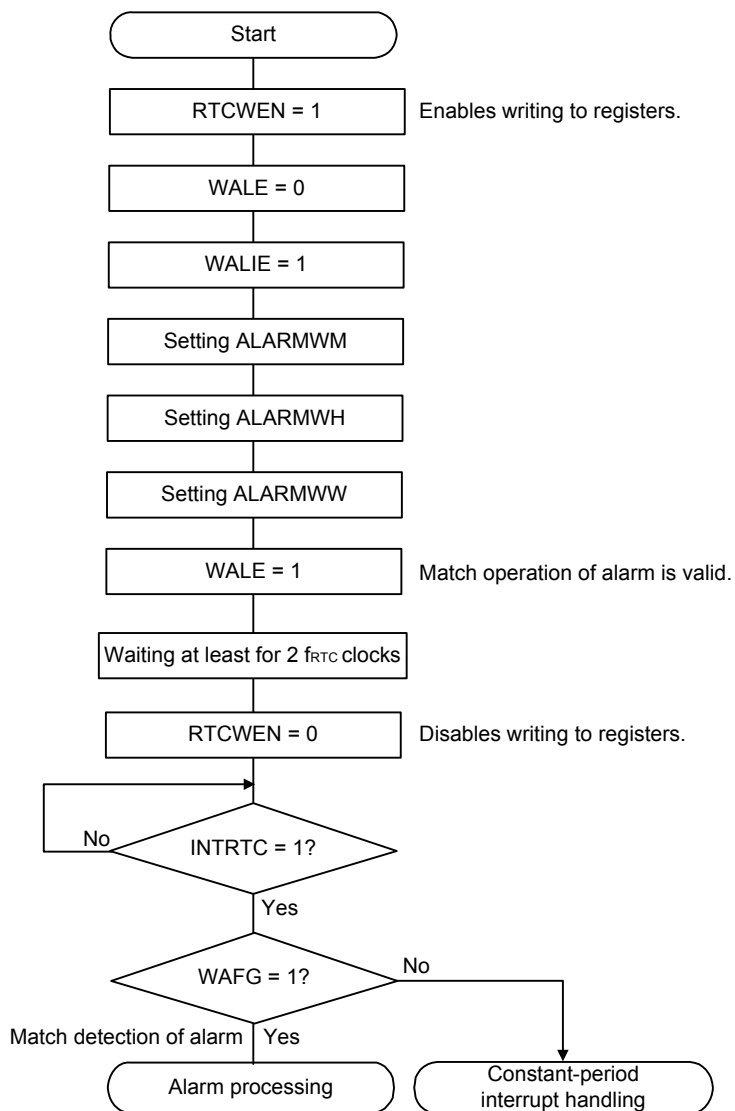 Start
RTCWEN = 1
Enables writing to registers.
WALE = 0
WALIE = 1
Setting ALARMWM
Setting ALARMWH
Setting ALARMWW
WALE = 1
Match operation of alarm is valid.
Waiting at least for 2 fRTC clocks
RTCWEN = 0
Disables writing to registers.
No
INTRTC = 1?
Yes
WAFG = 1?
No
Match detection of alarm
Yes
Alarm processing
Constant-period
interrupt handling